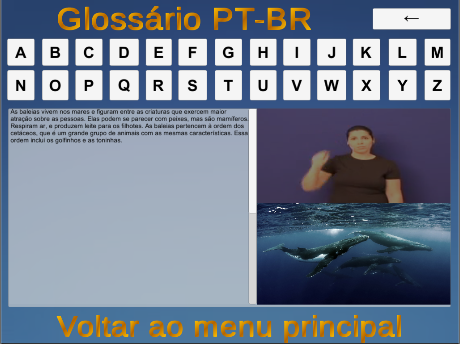 Glossário PT-BR
←
A B C D E F G H I J K L M
N O P Q R S T U V W X Y Z
As baleias vivem nos mares e figuram entre as criaturas que exercem maior
atração sobre as pessoas. Elas podem se parecer com peixes, mas são mamíferos.
Respiram ar, e produzem leite para os filhotes. As baleias pertencem à ordem dos
cetáceos, que é um grande grupo de animais com as mesmas características. Essa
ordem inclui os golfinhos e as toninhas.
Voltar ao menu principal